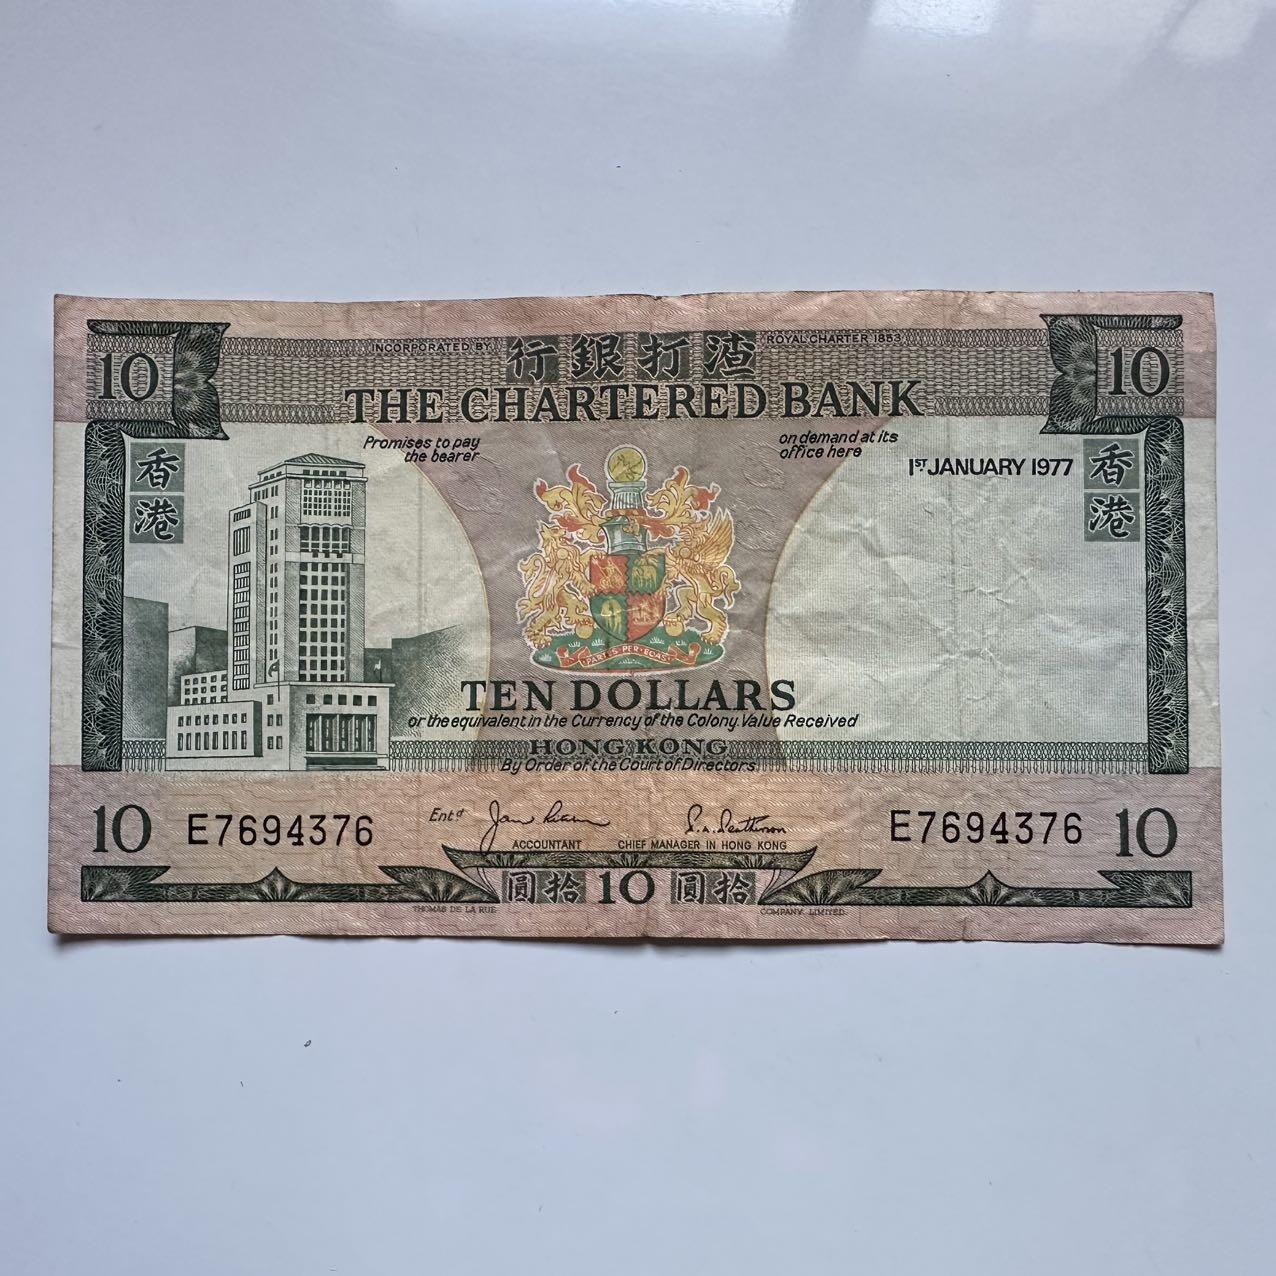 INCORPORATED BY ROYAL CHARTER 1853
行銀打渣
10 THE CHARTERED BANK 10
Promises to pay
the bearer
on demand at its
office here
1ST JANUARY 1977
香港
香港
PER
TEN DOLLARS
or the equivalent in the Currency of the Colony. Value Received
HONG KONG
By Order of the Court of Directors.
10 E7694376 Entd E7694376 10
ACCOUNTANT CHIEF MANAGER IN HONG KONG
圓拾 10 圓拾
THOMAS DE LA RUE COMPANY, LIMITED.